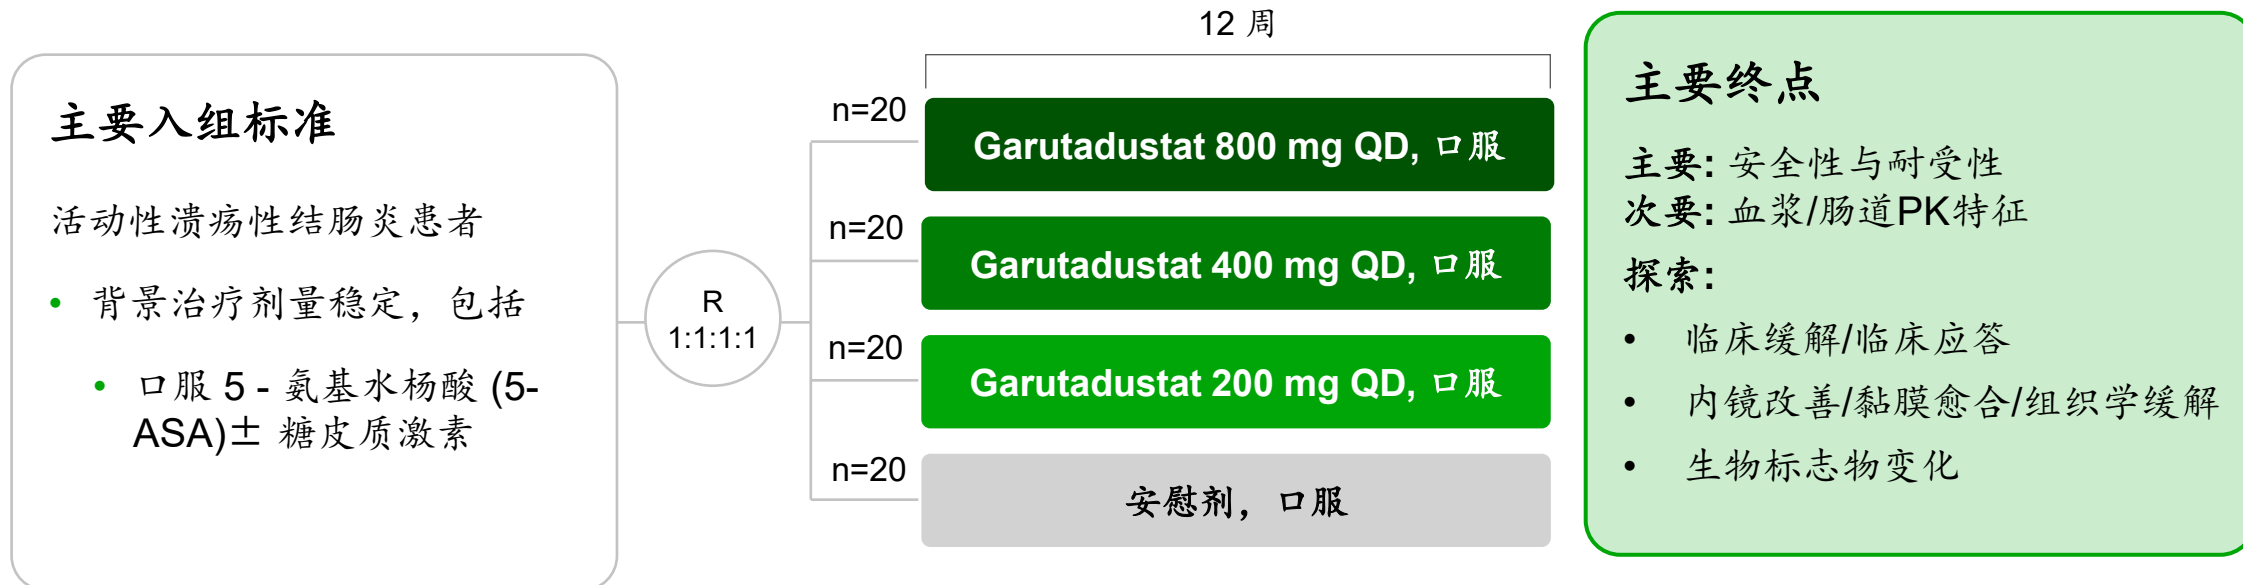 主要入组标准
活动性溃疡性结肠炎患者
• 背景治疗剂量稳定，包括
• 口服 5 - 氨基水杨酸 (5-
ASA)± 糖皮质激素
R
1:1:1:1
12 周
n=20
Garutadustat 800 mg QD, 口服
n=20
Garutadustat 400 mg QD, 口服
n=20
Garutadustat 200 mg QD, 口服
n=20
安慰剂，口服
主要终点
主要: 安全性与耐受性
次要: 血浆/肠道PK特征
探索:
• 临床缓解/临床应答
• 内镜改善/黏膜愈合/组织学缓解
• 生物标志物变化